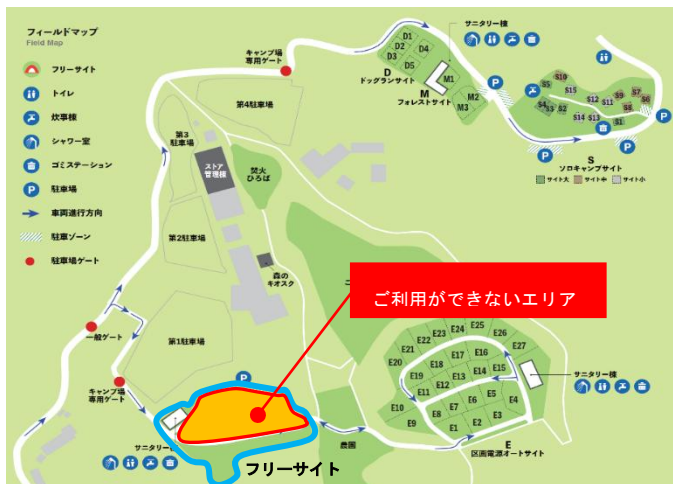 フィールドマップ
Field Map
フリーサイト
トイレ
炊事棟
シャワー室
ゴミステーション
P 駐車場
車両進行方向
駐車ゾーン
駐車場ゲート
キャンプ場
専用ゲート
第4駐車場
第3
駐車場
ストア
管理棟
焚火
ひろば
第2駐車場
森の
キオスク
第1駐車場
一般ゲート
キャンプ場
専用ゲート
P
サニタリー棟
D1
D2
D3
D4
D5
D
ドッグランサイト
M1
M2
M3
M
フォレストサイト
P
S10
S5
S15
S9
S7
S12
S11
S6
S4
S3
S2
S8
S14
S13
S1
P
P
P
S
ソロキャンプサイト
サイト大
サイト中
サイト小
ご利用ができないエリア
E25
E24
E23
E26
E22
E27
E21
E17
E16
E20
E18
E15
E14
E19
E13
E12
E11
E10
E9
E8
E7
E6
E5
E4
E3
E2
E1
サニタリー棟
E
区画電源オートサイト
農園
サニタリー
フリーサイト